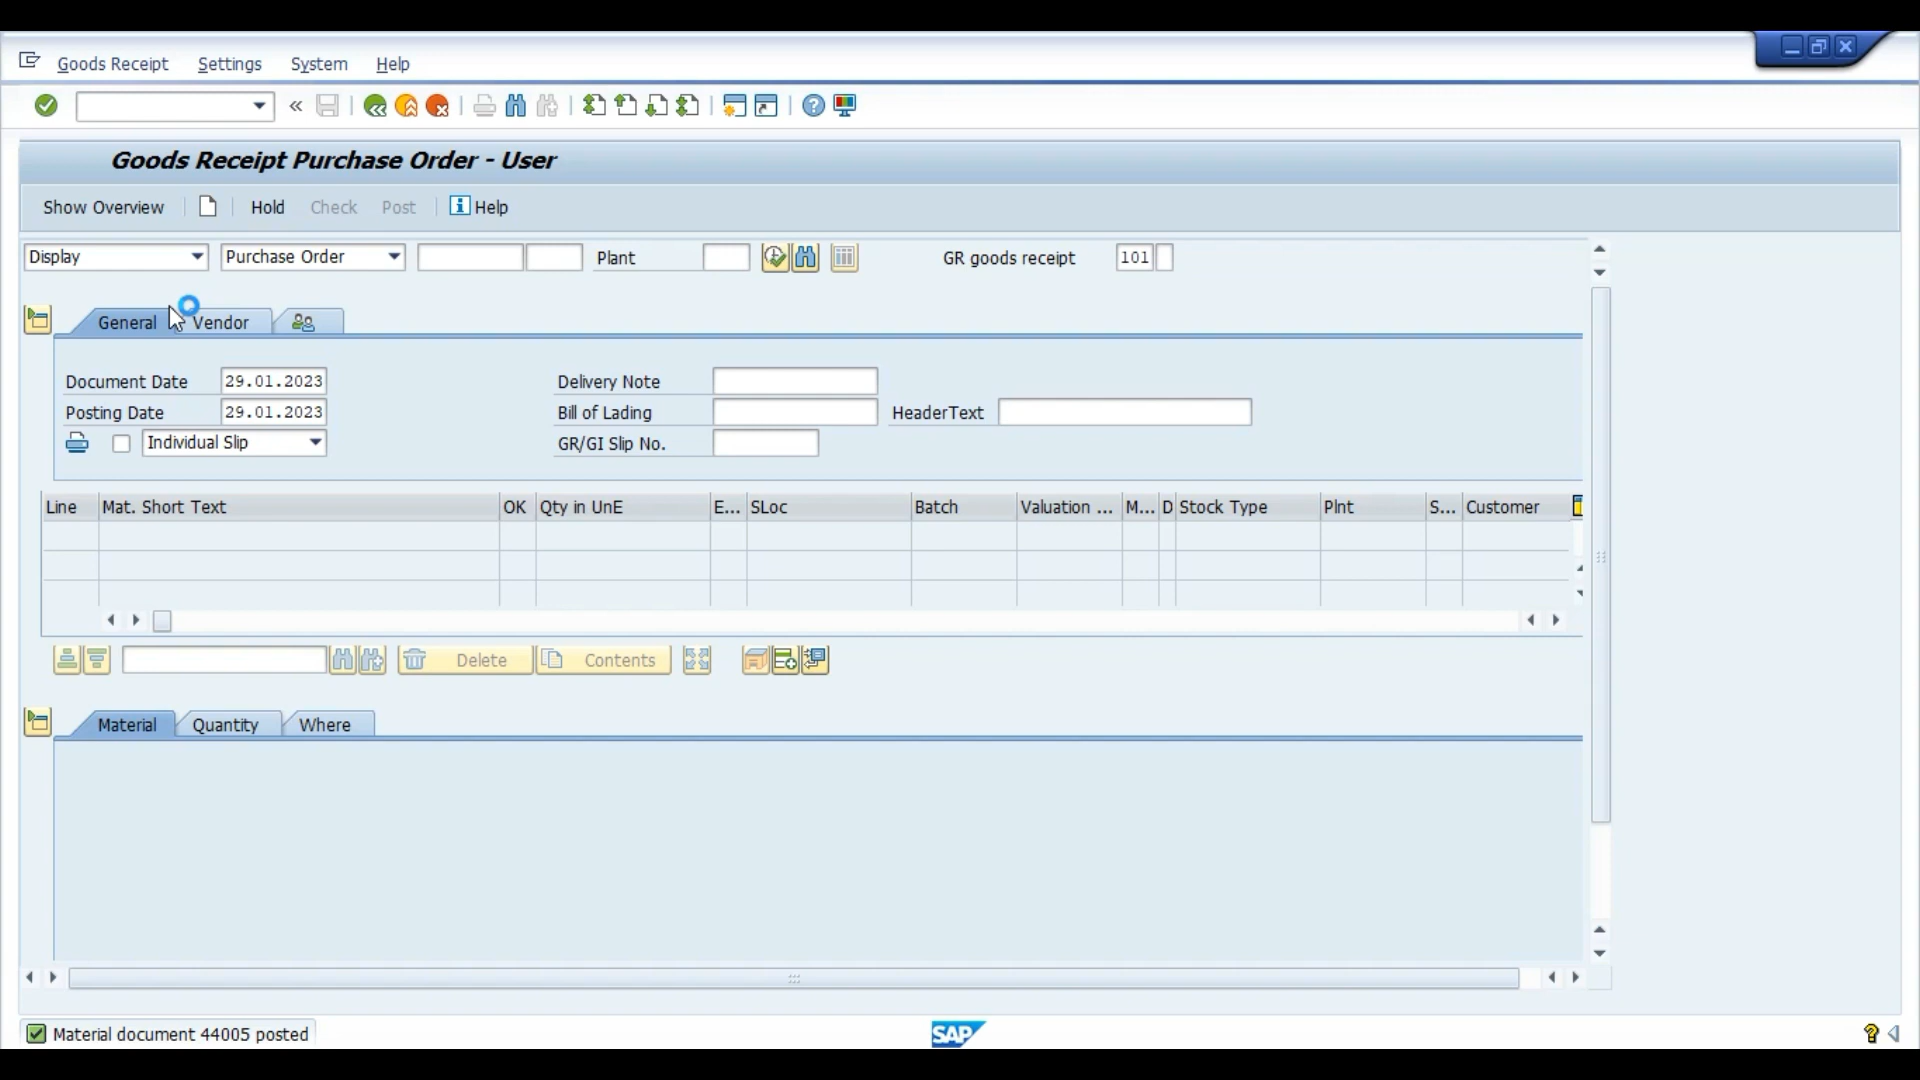 Goods Receipt Settings System Help
Goods Receipt Purchase Order - User
Show Overview Hold Check Post Help
Display Purchase Order Plant GR goods receipt 101
General Vendor
Document Date 29.01.2023 Delivery Note
Posting Date 29.01.2023 Bill of Lading HeaderText
Individual Slip GR/GI Slip No.
Line Mat. Short Text OK Qty in UnE E... SLoc Batch Valuation ... M... D Stock Type Plnt S... Customer
Delete Contents
Material Quantity Where
Material document 44005 posted SAP